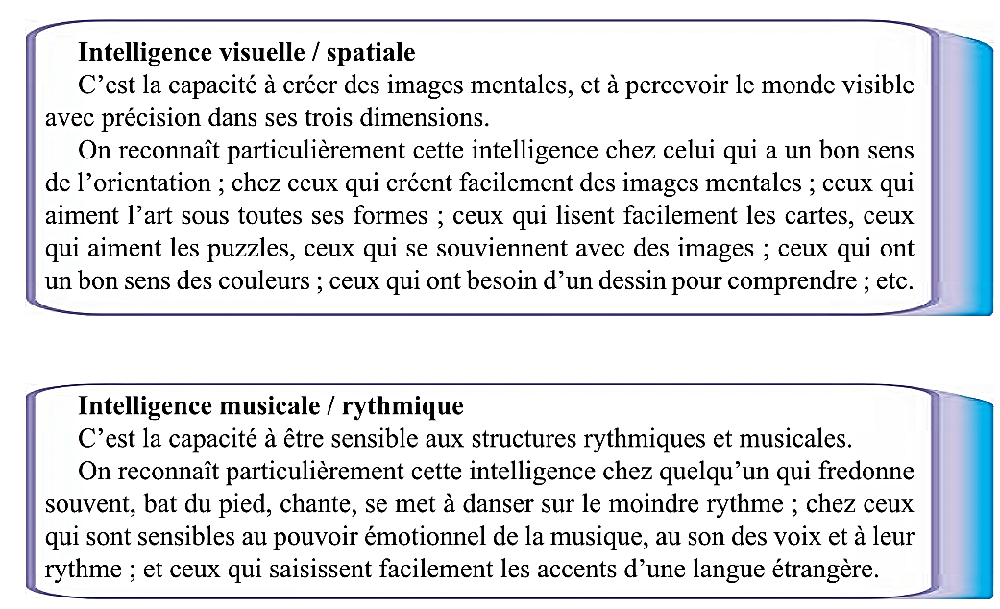 Intelligence visuelle / spatiale
C’est la capacité à créer des images mentales, et à percevoir le monde visible
avec précision dans ses trois dimensions.
On reconnaît particulièrement cette intelligence chez celui qui a un bon sens
de l’orientation ; chez ceux qui créent facilement des images mentales ; ceux qui
aiment l’art sous toutes ses formes ; ceux qui lisent facilement les cartes, ceux
qui aiment les puzzles, ceux qui se souviennent avec des images ; ceux qui ont
un bon sens des couleurs ; ceux qui ont besoin d’un dessin pour comprendre ; etc.
Intelligence musicale / rythmique
C’est la capacité à être sensible aux structures rythmiques et musicales.
On reconnaît particulièrement cette intelligence chez quelqu’un qui fredonne
souvent, bat du pied, chante, se met à danser sur le moindre rythme ; chez ceux
qui sont sensibles au pouvoir émotionnel de la musique, au son des voix et à leur
rythme ; et ceux qui saisissent facilement les accents d’une langue étrangère.